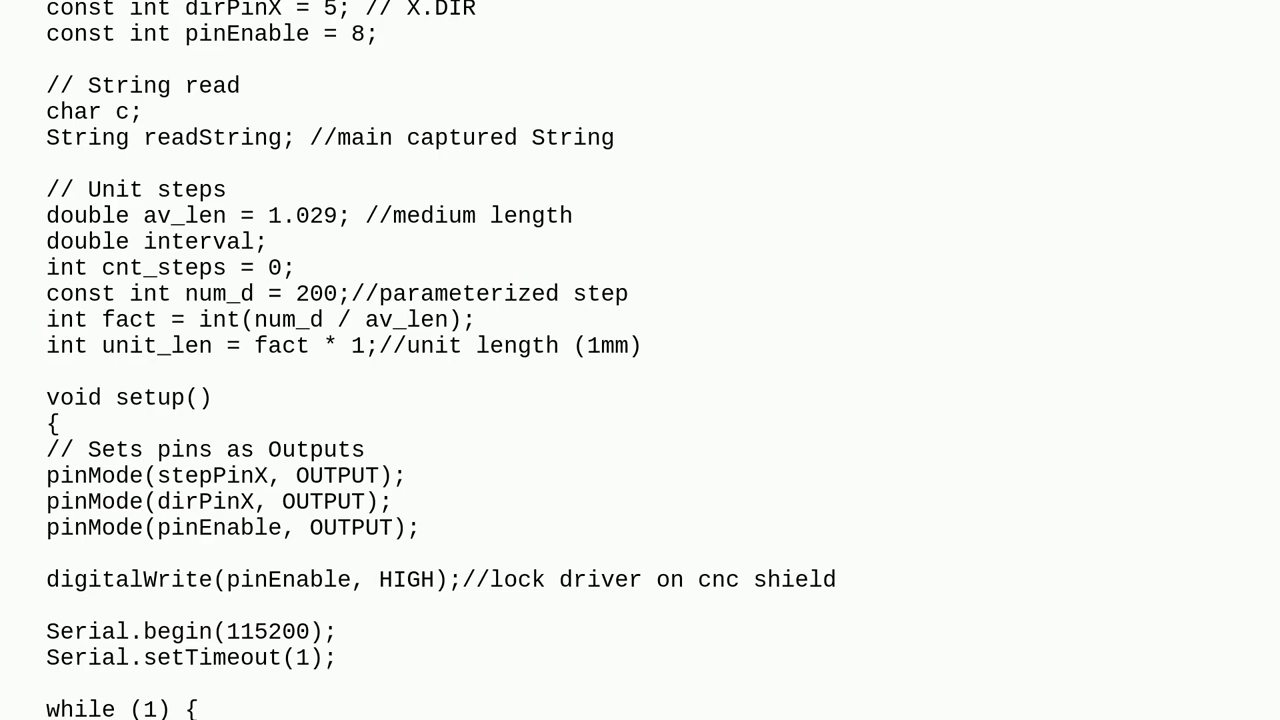 const int dirPinX = 5; // X.DIR
const int pinEnable = 8;
// String read
char c;
String readString; //main captured String
// Unit steps
double av_len = 1.029; //medium length
double interval;
int cnt_steps = 0;
const int num_d = 200;//parameterized step
int fact = int(num_d / av_len);
int unit_len = fact * 1;//unit length (1mm)
void setup()
{
// Sets pins as Outputs
pinMode(stepPinX, OUTPUT);
pinMode(dirPinX, OUTPUT);
pinMode(pinEnable, OUTPUT);
digitalWrite(pinEnable, HIGH);//lock driver on cnc shield
Serial.begin(115200);
Serial.setTimeout(1);
while (1) {